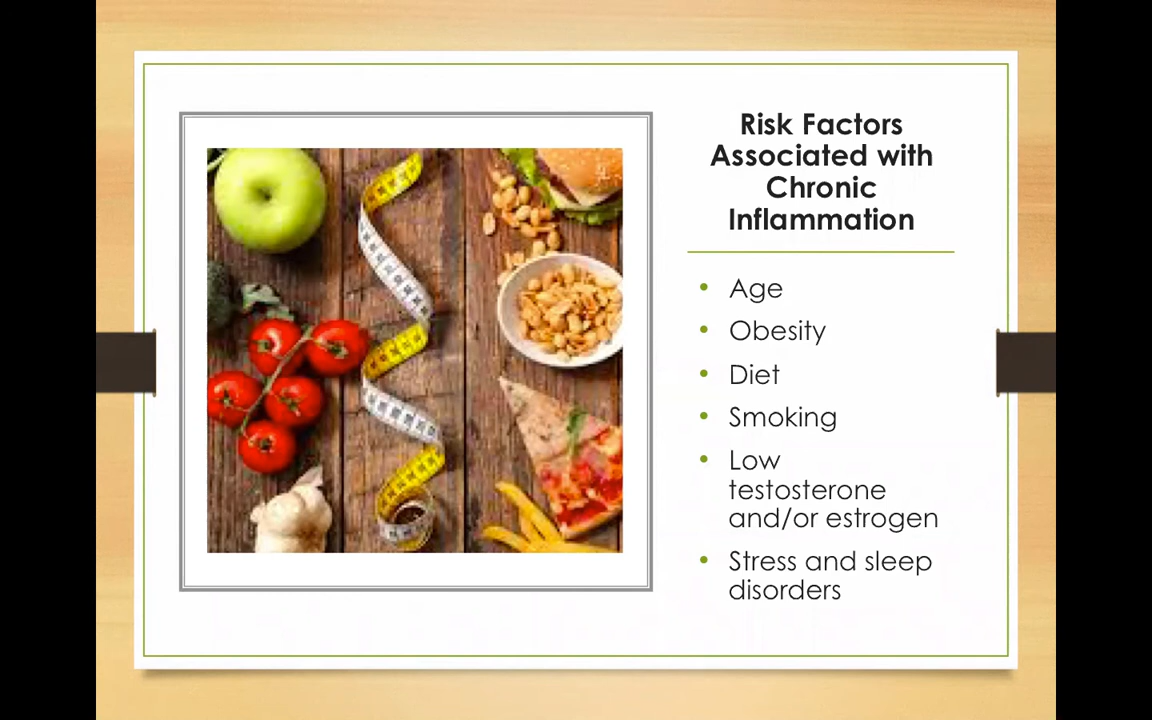 Risk Factors
Associated with
Chronic
Inflammation
• Age
• Obesity
• Diet
• Smoking
• Low
testosterone
and/or estrogen
• Stress and sleep
disorders